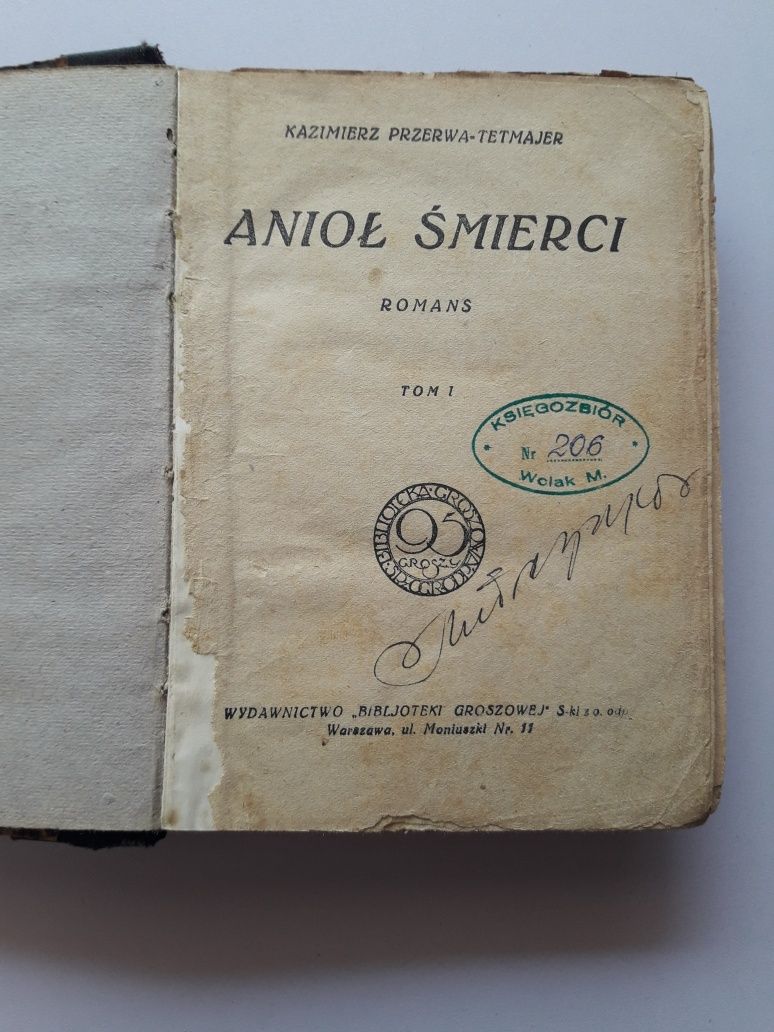 KAZIMIERZ PRZERWA-TETMAJER
ANIOŁ ŚMIERCI
ROMANS
TOM I
KSIĘGOZBIÓR
Nr 206
Wolak M.
BIBLJOTEKA·GROSZOWA
95
GROSZY
WYDAWNICTWO „BIBLJOTEKI GROSZOWEJ" S-ki z o. odp.
Warszawa, ul. Moniuszki Nr. 11